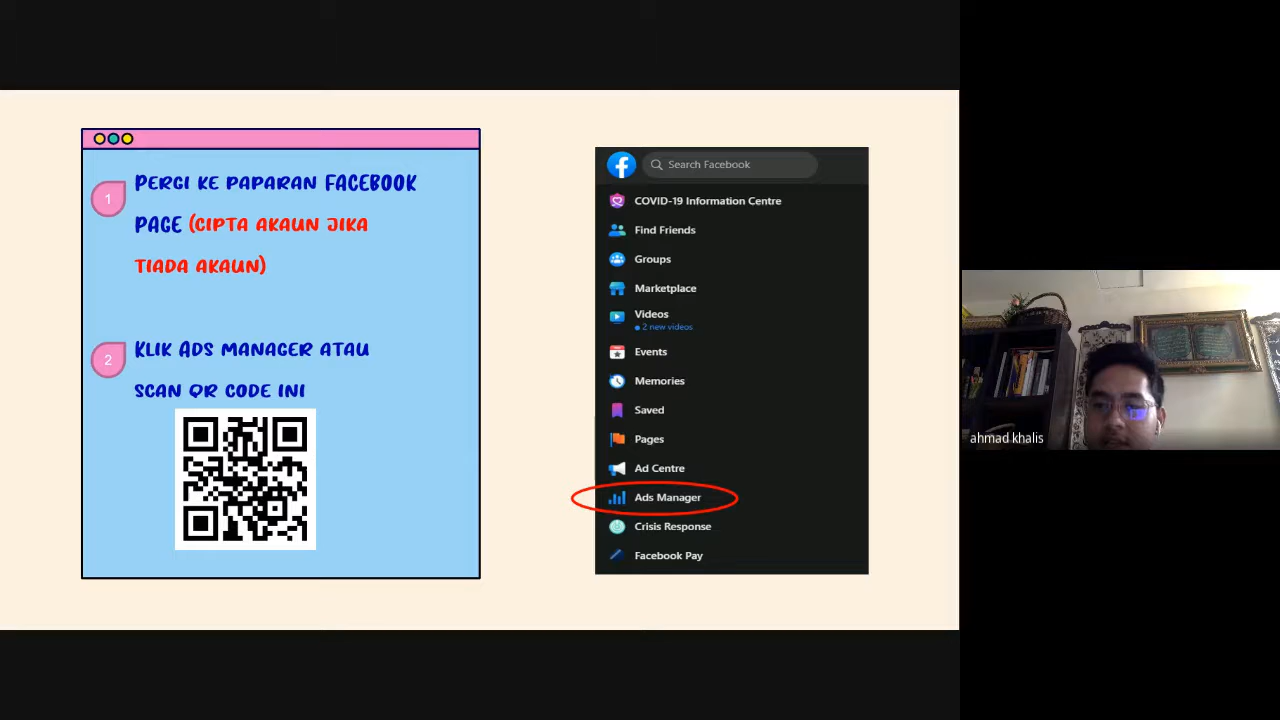 1
PERGI KE PAPARAN FACEBOOK
PAGE (CIPTA AKAUN JIKA
TIADA AKAUN)
2
KLIK ADS MANAGER ATAU
SCAN QR CODE INI
Search Facebook
COVID-19 Information Centre
Find Friends
Groups
Marketplace
Videos
2 new videos
Events
Memories
Saved
Pages
Ad Centre
Ads Manager
Crisis Response
Facebook Pay
ahmad khalis